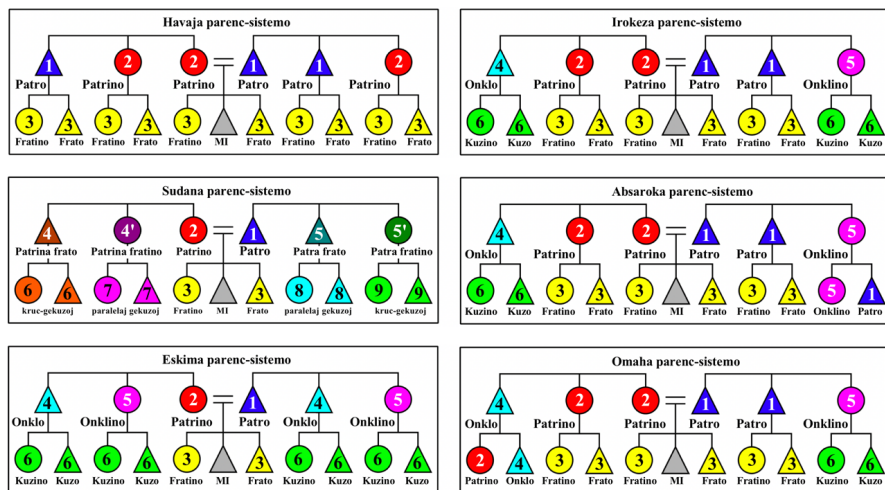 Havaja parenc-sistemo
1 2 2 1 1 2
Patro Patrino Patrino Patro Patro Patrino
3 3 3 3 3 3 3 3 3 3 3
Fratino Frato Fratino Frato Fratino MI Frato Fratino Frato Fratino Frato
Irokeza parenc-sistemo
4 2 2 1 1 5
Onklo Patrino Patrino Patro Patro Onklino
6 6 3 3 3 3 3 3 6 6
Kuzino Kuzo Fratino Frato Fratino MI Frato Fratino Frato Kuzino Kuzo
Sudana parenc-sistemo
4 4' 2 1 5 5'
Patrina frato Patrina fratino Patrino Patro Patra frato Patra fratino
6 6 7 7 3 3 8 8 9 9
kruc-gekuzoj paralelaj gekuzoj Fratino MI Frato paralelaj gekuzoj kruc-gekuzoj
Absaroka parenc-sistemo
4 2 2 1 1 5
Onklo Patrino Patrino Patro Patro Onklino
6 6 3 3 3 3 3 3 5 1
Kuzino Kuzo Fratino Frato Fratino MI Frato Fratino Frato Onklino Patro
Eskima parenc-sistemo
4 5 2 1 4 5
Onklo Onklino Patrino Patro Onklo Onklino
6 6 6 6 3 3 6 6 6 6
Kuzino Kuzo Kuzino Kuzo Fratino MI Frato Kuzino Kuzo Kuzino Kuzo
Omaha parenc-sistemo
4 2 2 1 1 5
Onklo Patrino Patrino Patro Patro Onklino
2 4 3 3 3 3 3 3 6 6
Patrino Onklo Fratino Frato Fratino MI Frato Fratino Frato Kuzino Kuzo